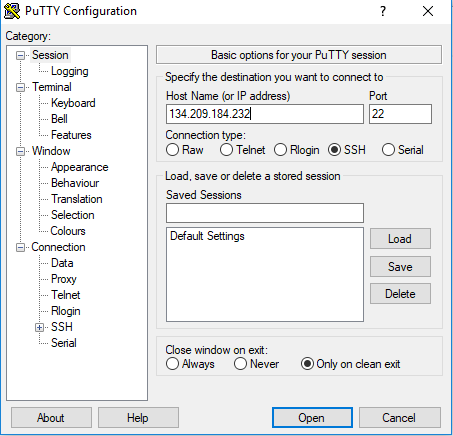 PuTTY Configuration
?
Category:
Session
Logging
Terminal
Keyboard
Bell
Features
Window
Appearance
Behaviour
Translation
Selection
Colours
Connection
Data
Proxy
Telnet
Rlogin
SSH
Serial
Basic options for your PuTTY session
Specify the destination you want to connect to
Host Name (or IP address) Port
134.209.184.232 22
Connection type:
Raw Telnet Rlogin SSH Serial
Load, save or delete a stored session
Saved Sessions
Default Settings
Load
Save
Delete
Close window on exit:
Always Never Only on clean exit
About Help Open Cancel